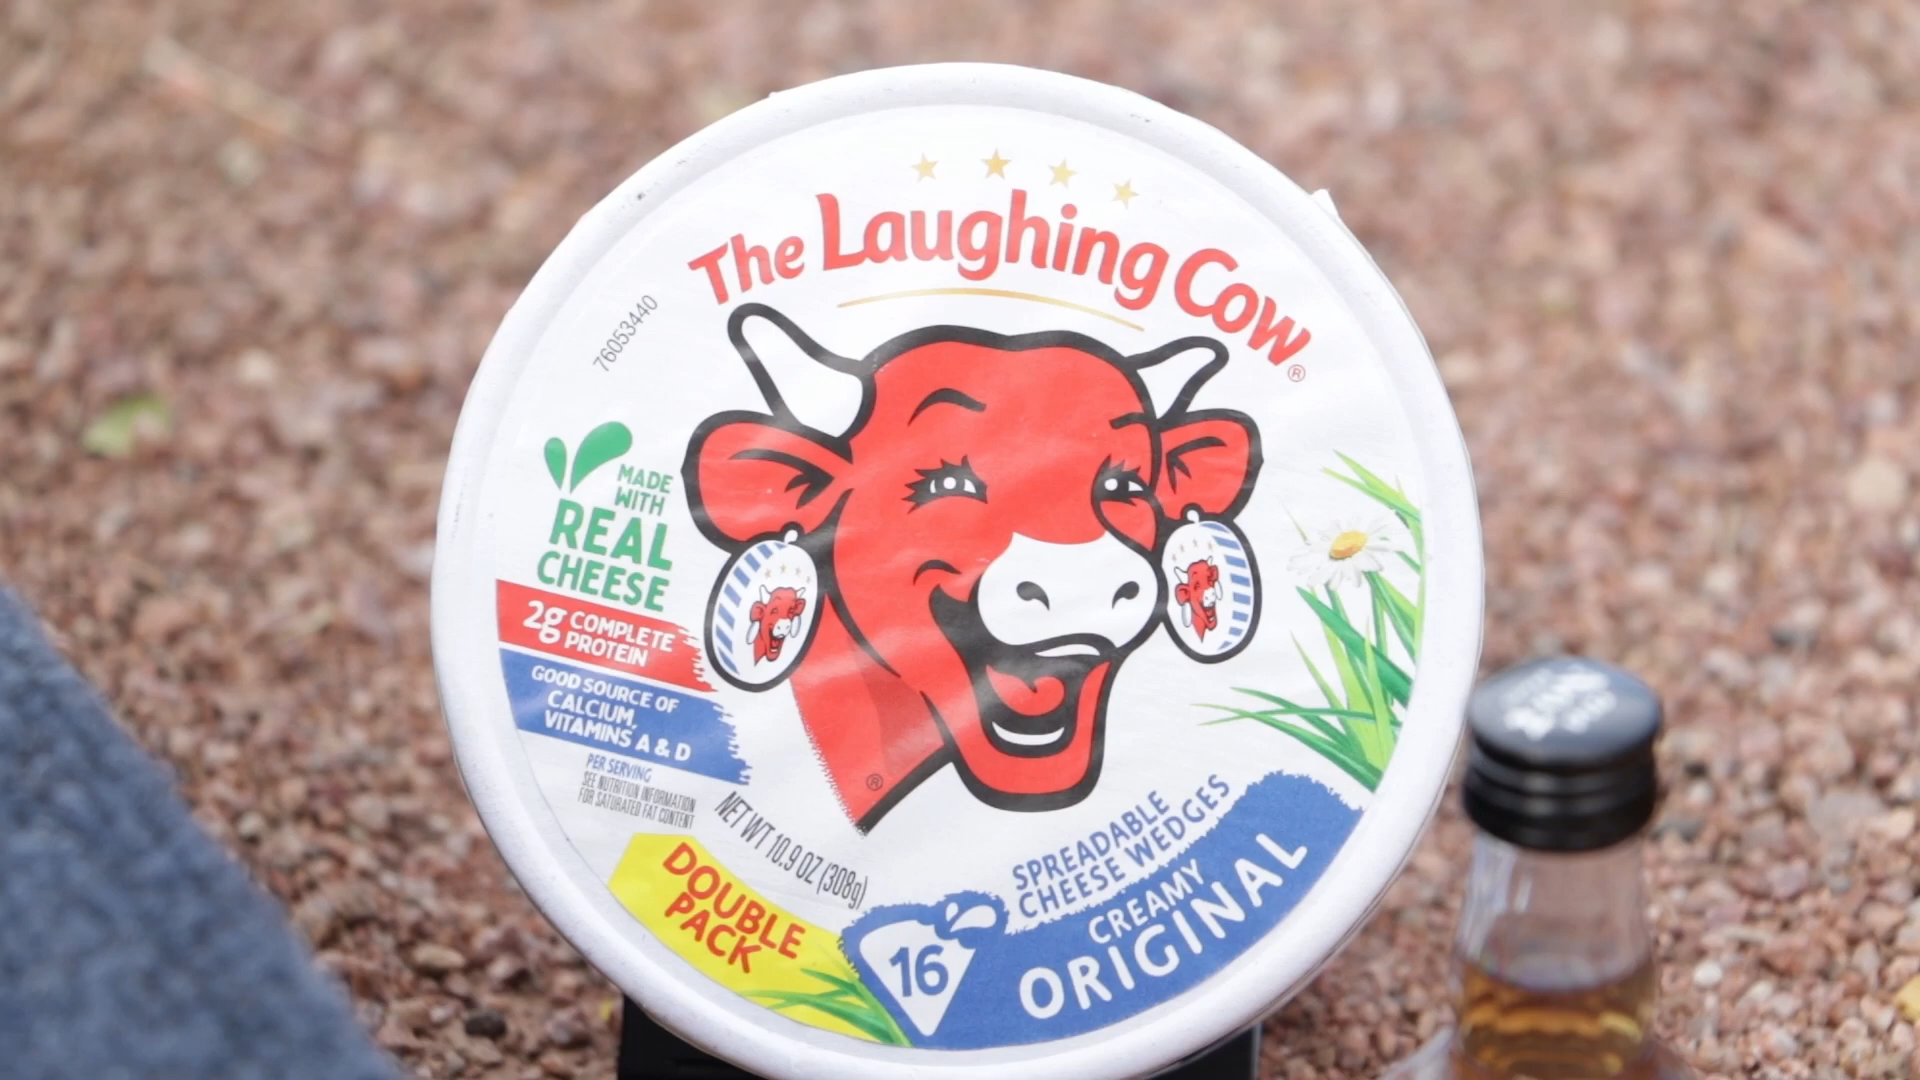 The Laughing Cow®
76053440
MADE
WITH
REAL
CHEESE
2g COMPLETE
PROTEIN
GOOD SOURCE OF
CALCIUM,
VITAMINS A & D
PER SERVING
SEE NUTRITION INFORMATION
FOR SATURATED FAT CONTENT
®
NET WT 10.9 OZ (308g)
DOUBLE
PACK
16
SPREADABLE
CHEESE WEDGES
CREAMY
ORIGINAL